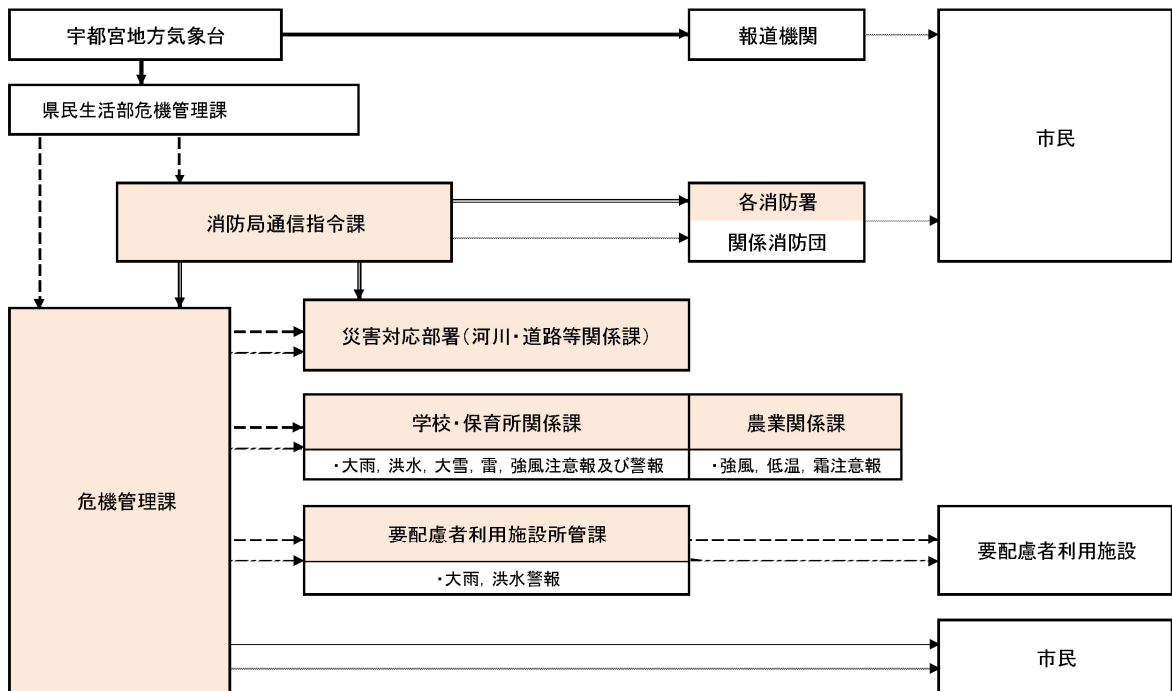 宇都宮地方気象台
報道機関
県民生活部危機管理課
市民
消防局通信指令課
各消防署
関係消防団
災害対応部署（河川・道路等関係課）
学校・保育所関係課
農業関係課
・大雨，洪水，大雪，雷，強風注意報及び警報
・強風，低温，霜注意報
危機管理課
要配慮者利用施設所管課
・大雨，洪水警報
要配慮者利用施設
市民